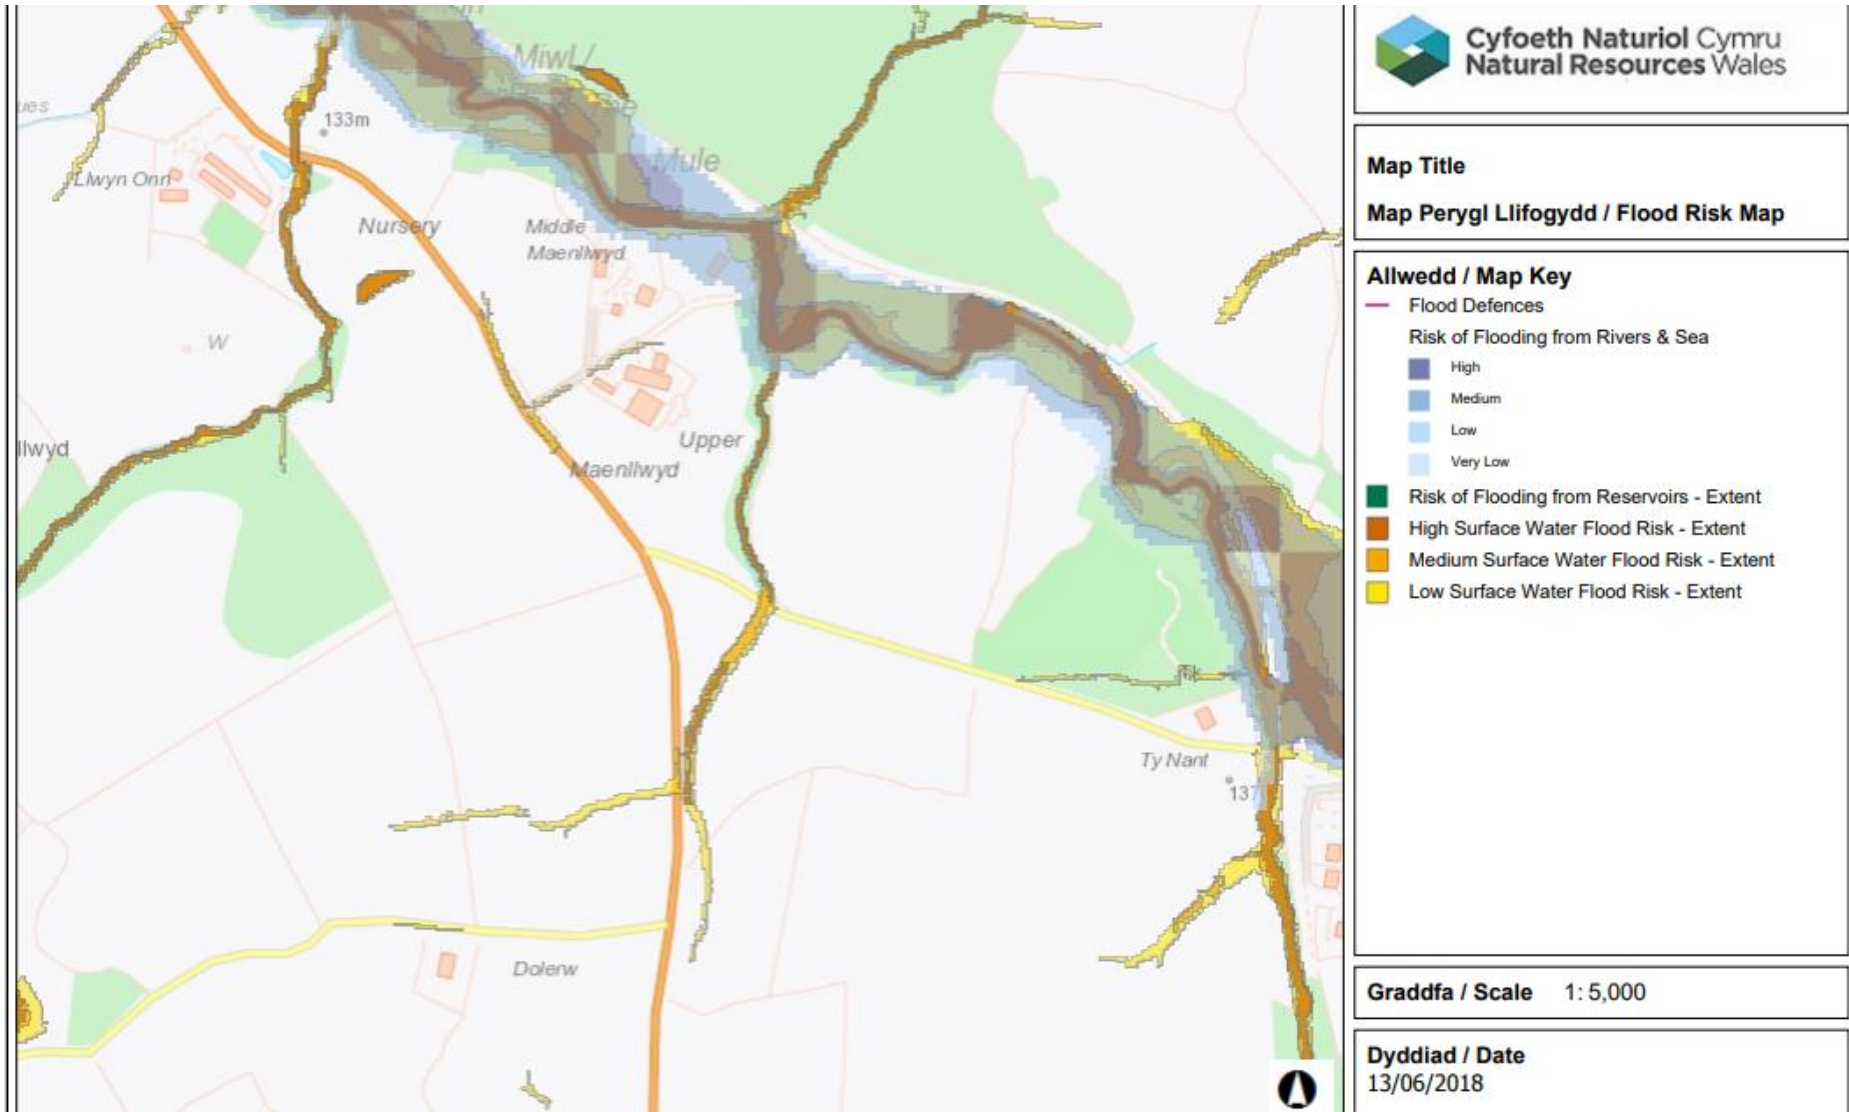 Miwl /
Mule
ues
133m
Llwyn Onn
Nursery
Middle
Maenllwyd
W
llwyd
Upper
Maenllwyd
Ty Nant
137
Dolerw
Cyfoeth Naturiol Cymru
Natural Resources Wales
Map Title
Map Perygl Llifogydd / Flood Risk Map
Allwedd / Map Key
Flood Defences
Risk of Flooding from Rivers & Sea
High
Medium
Low
Very Low
Risk of Flooding from Reservoirs - Extent
High Surface Water Flood Risk - Extent
Medium Surface Water Flood Risk - Extent
Low Surface Water Flood Risk - Extent
Graddfa / Scale 1: 5,000
Dyddiad / Date
13/06/2018